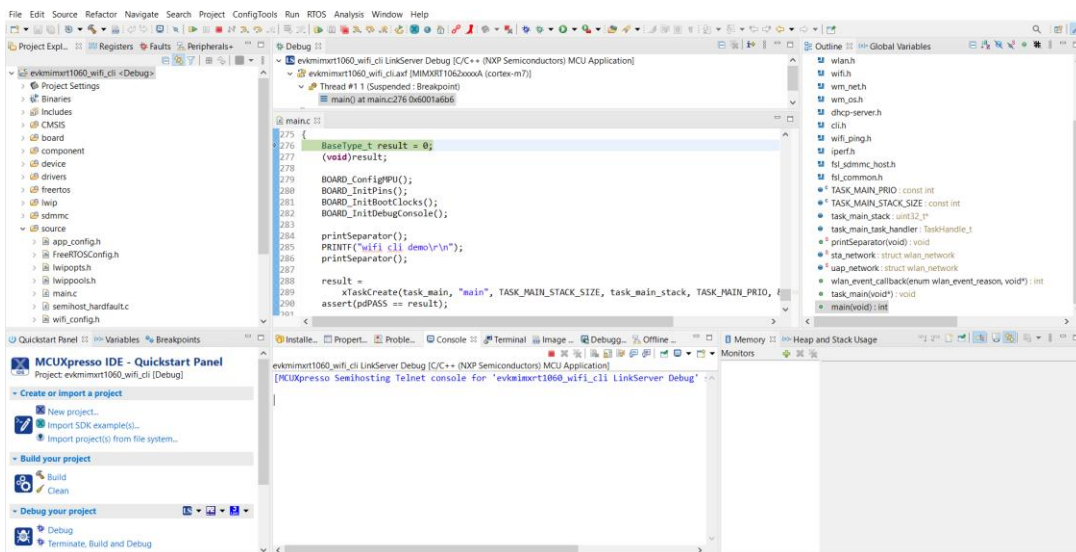 File Edit Source Refactor Navigate Search Project ConfigTools Run RTOS Analysis Window Help
Project Expl... Registers Faults Peripherals+
evkmimxrt1060_wifi_cli <Debug>
Project Settings
Binaries
Includes
CMSIS
board
component
device
drivers
freertos
lwip
sdmmc
source
app_config.h
FreeRTOSConfig.h
lwipopts.h
lwippools.h
main.c
semihost_hardfault.c
wifi_config.h
Debug
evkmimxrt1060_wifi_cli LinkServer Debug [C/C++ (NXP Semiconductors) MCU Application]
evkmimxrt1060_wifi_cli.axf [MIMXRT1062xxxxA (cortex-m7)]
Thread #1 1 (Suspended : Breakpoint)
main() at main.c:276 0x6001a6b6
main.c
275 {
276 BaseType_t result = 0;
277 (void)result;
278
279 BOARD_ConfigMPU();
280 BOARD_InitPins();
281 BOARD_InitBootClocks();
282 BOARD_InitDebugConsole();
283
284 printSeparator();
285 PRINTF("wifi cli demo\r\n");
286 printSeparator();
287
288 result =
289 xTaskCreate(task_main, "main", TASK_MAIN_STACK_SIZE, task_main_stack, TASK_MAIN_PRIO, &
290 assert(pdPASS == result);
291
Outline Global Variables
wlan.h
wifi.h
wm_net.h
wm_os.h
dhcp-server.h
cli.h
wifi_ping.h
iperf.h
fsl_sdmmc_host.h
fsl_common.h
TASK_MAIN_PRIO : const int
TASK_MAIN_STACK_SIZE : const int
task_main_stack : uint32_t*
task_main_task_handler : TaskHandle_t
printSeparator(void) : void
sta_network : struct wlan_network
uap_network : struct wlan_network
wlan_event_callback(enum wlan_event_reason, void*) : int
task_main(void*) : void
main(void) : int
Quickstart Panel Variables Breakpoints
MCUXpresso IDE - Quickstart Panel
Project: evkmimxrt1060_wifi_cli [Debug]
Create or import a project
New project...
Import SDK example(s)...
Import project(s) from file system...
Build your project
Build
Clean
Debug your project
Debug
Terminate, Build and Debug
Installe... Propert... Proble... Console Terminal Image ... Debugg... Offline ...
evkmimxrt1060_wifi_cli LinkServer Debug [C/C++ (NXP Semiconductors) MCU Application]
[MCUXpresso Semihosting Telnet console for 'evkmimxrt1060_wifi_cli LinkServer Debug'
Memory Heap and Stack Usage
Monitors